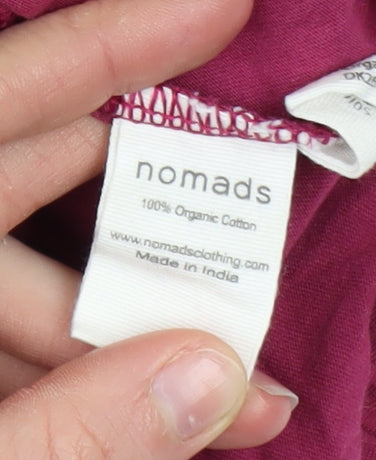 nomads
100% Organic Cotton
www.nomadsclothing.com
Made in India